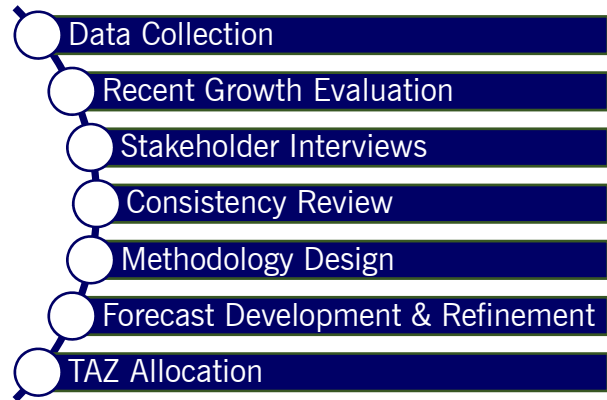 Data Collection
Recent Growth Evaluation
Stakeholder Interviews
Consistency Review
Methodology Design
Forecast Development & Refinement
TAZ Allocation